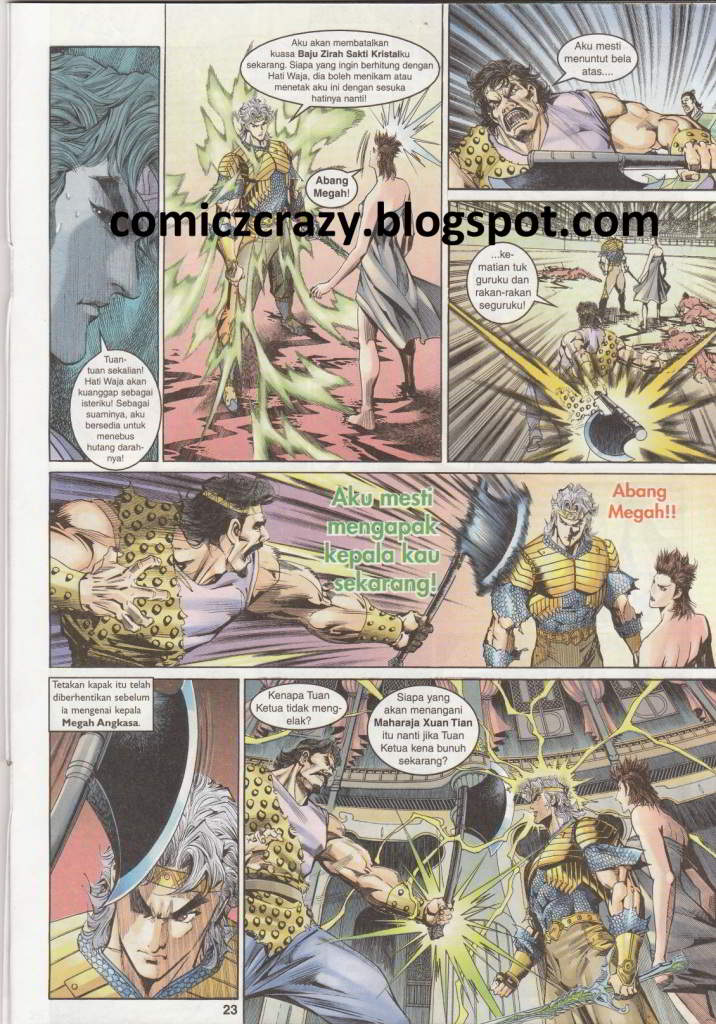 Tuan-
tuan sekalian!
Hati Waja akan
kuanggap sebagai
isteriku! Sebagai
suaminya, aku
bersedia untuk
menebus
hutang darah-
nya!
Aku akan membatalkan
kuasa Baju Zirah Sakti Kristalku
sekarang. Siapa yang ingin berhitung dengan
Hati Waja, dia boleh menikam atau
menetak aku ini dengan sesuka
hatinya nanti!
Abang
Megah!
Aku mesti
menuntut bela
atas....
comiczcrazy.blogspot.com
...ke-
matian tuk
guruku dan
rakan-rakan
seguruku!
Aku mesti
mengapak
kepala kau
sekarang!
Abang
Megah!!
Tetakan kapak itu telah
diberhentikan sebelum
ia mengenai kepala
Megah Angkasa.
Kenapa Tuan
Ketua tidak meng-
elak?
Siapa yang
akan menangani
Maharaja Xuan Tian
itu nanti jika Tuan
Ketua kena bunuh
sekarang?
23